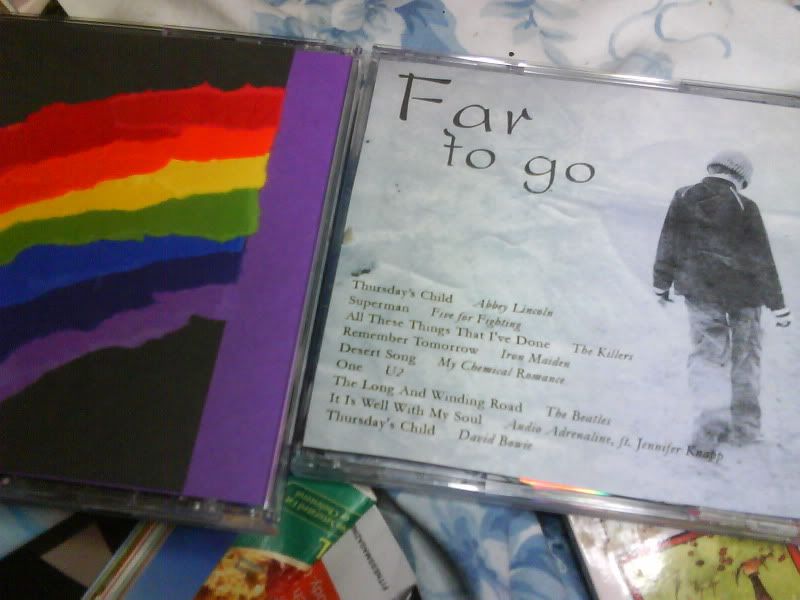 Far
to go
Thursday's Child Abbey Lincoln
Superman Five for Fighting
All These Things That I've Done The Killers
Remember Tomorrow Iron Maiden
Desert Song My Chemical Romance
One U2
The Long And Winding Road The Beatles
It Is Well With My Soul Audio Adrenaline, ft. Jennifer Knapp
Thursday's Child David Bowie